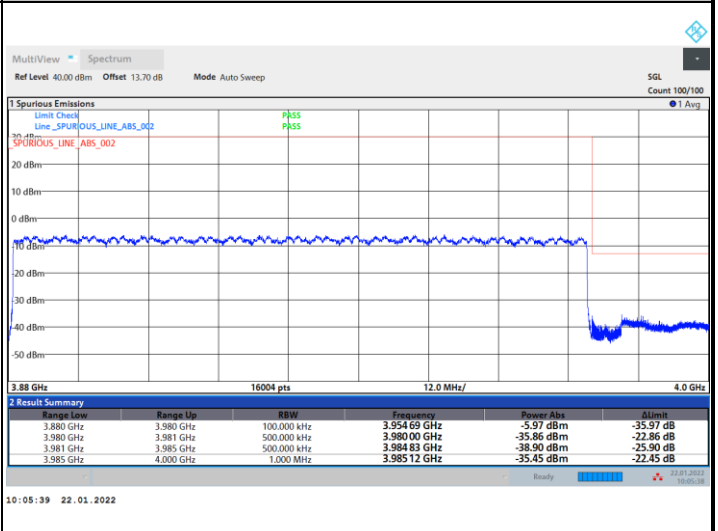 MultiView Spectrum
Ref Level 40.00 dBm Offset 13.70 dB Mode Auto Sweep SGL
Count 100/100
1 Spurious Emissions 1 Avg
Limit Check PASS
Line _SPURIOUS_LINE_ABS_002 PASS
30 dBm
_SPURIOUS_LINE_ABS_002
20 dBm
10 dBm
0 dBm
-10 dBm
-20 dBm
-30 dBm
-40 dBm
-50 dBm
3.88 GHz 16004 pts 12.0 MHz/ 4.0 GHz
2 Result Summary
Range Low Range Up RBW Frequency Power Abs ΔLimit
3.880 GHz 3.980 GHz 100.000 kHz 3.95469 GHz -5.97 dBm -35.97 dB
3.980 GHz 3.981 GHz 500.000 kHz 3.98000 GHz -35.86 dBm -22.86 dB
3.981 GHz 3.985 GHz 500.000 kHz 3.98483 GHz -38.90 dBm -25.90 dB
3.985 GHz 4.000 GHz 1.000 MHz 3.98512 GHz -35.45 dBm -22.45 dB
Ready 22.01.2022
10:05:38
10:05:39 22.01.2022